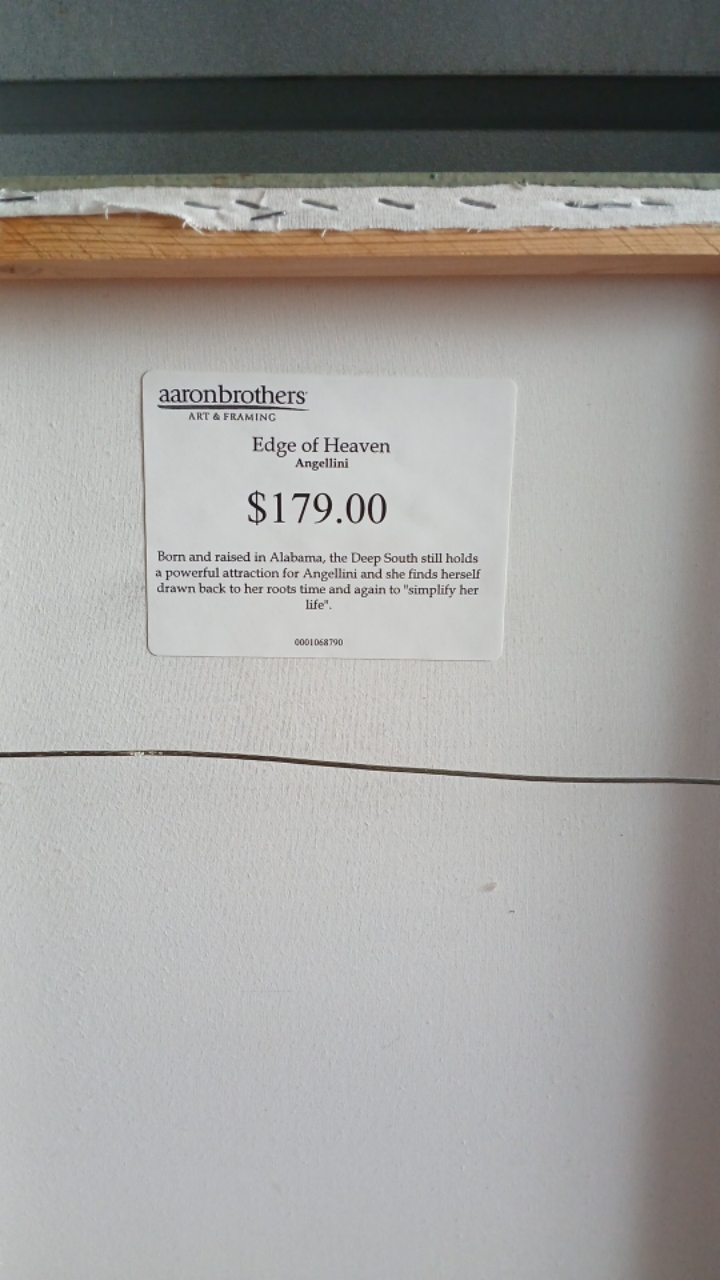 aaronbrothers
ART & FRAMING
Edge of Heaven
Angellini
$179.00
Born and raised in Alabama, the Deep South still holds
a powerful attraction for Angellini and she finds herself
drawn back to her roots time and again to "simplify her
life".
0001068790